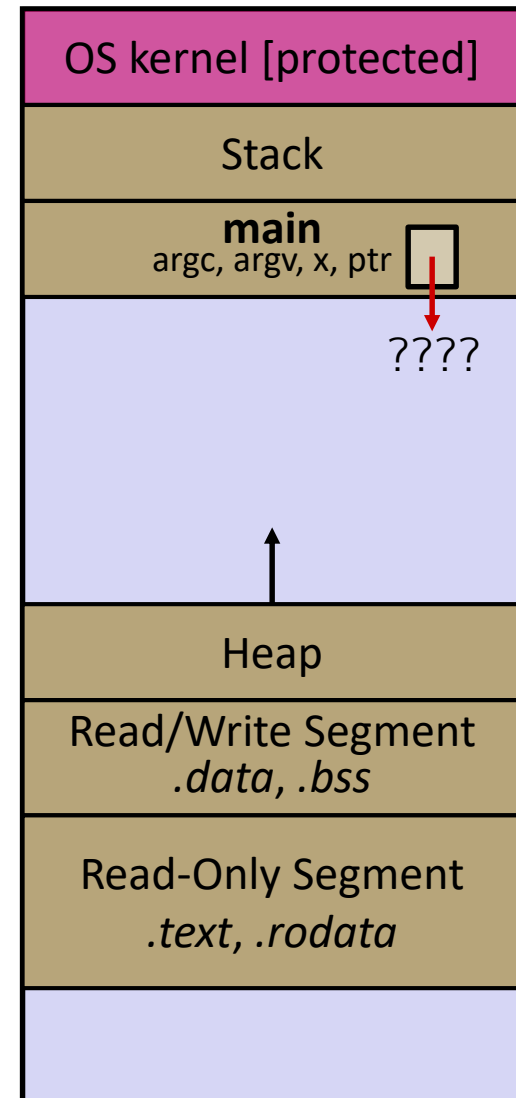 OS kernel [protected]
Stack
main
argc, argv, x, ptr
????
Heap
Read/Write Segment
.data, .bss
Read-Only Segment
.text, .rodata